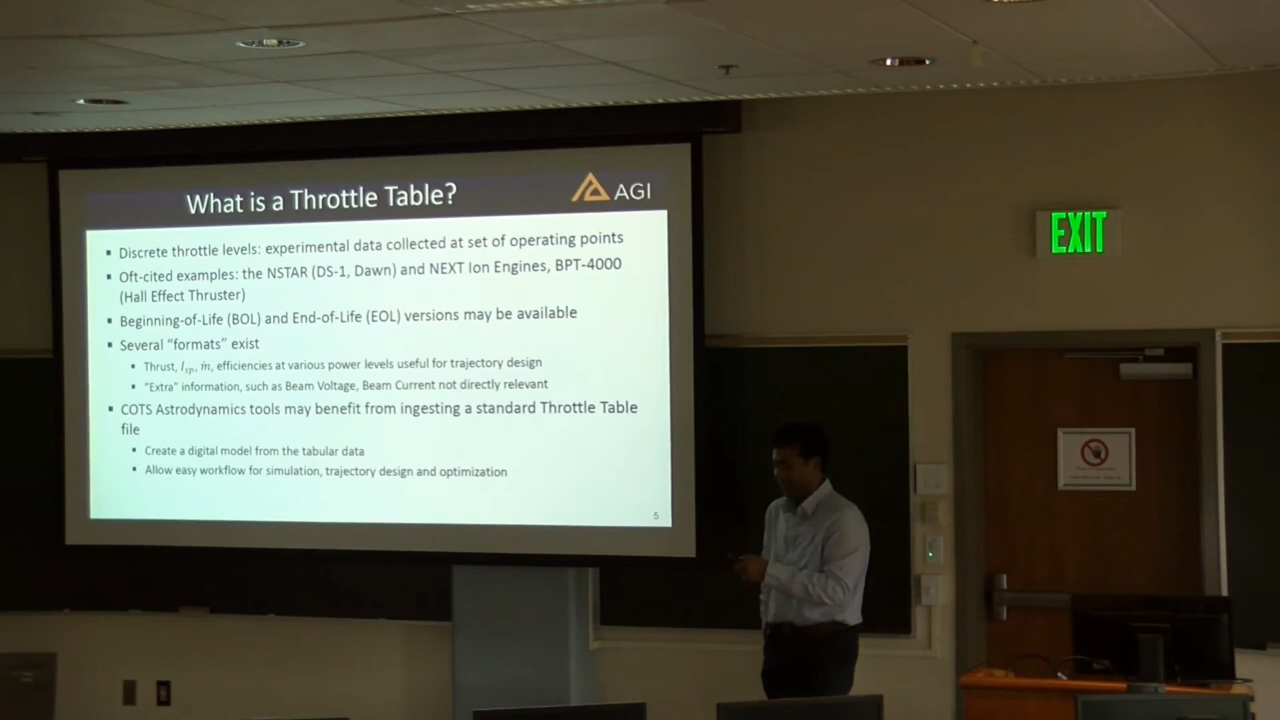 What is a Throttle Table?
AGI
▪ Discrete throttle levels: experimental data collected at set of operating points
▪ Oft-cited examples: the NSTAR (DS-1, Dawn) and NEXT Ion Engines, BPT-4000
(Hall Effect Thruster)
▪ Beginning-of-Life (BOL) and End-of-Life (EOL) versions may be available
▪ Several “formats” exist
▪ Thrust, Isp, ṁ, efficiencies at various power levels useful for trajectory design
▪ “Extra” information, such as Beam Voltage, Beam Current not directly relevant
▪ COTS Astrodynamics tools may benefit from ingesting a standard Throttle Table
file
▪ Create a digital model from the tabular data
▪ Allow easy workflow for simulation, trajectory design and optimization
5
EXIT